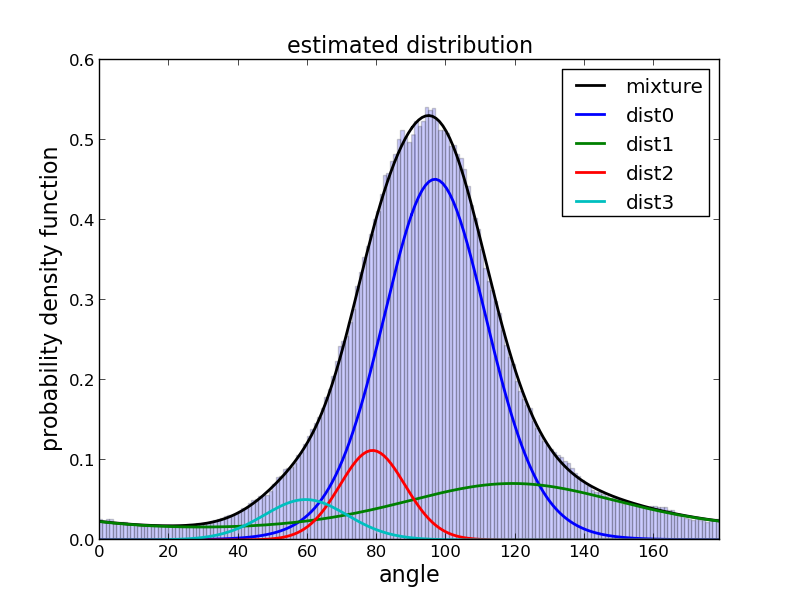 estimated distribution
mixture
dist0
dist1
dist2
dist3
probability density function
0.6
0.5
0.4
0.3
0.2
0.1
0.0
0 20 40 60 80 100 120 140 160
angle